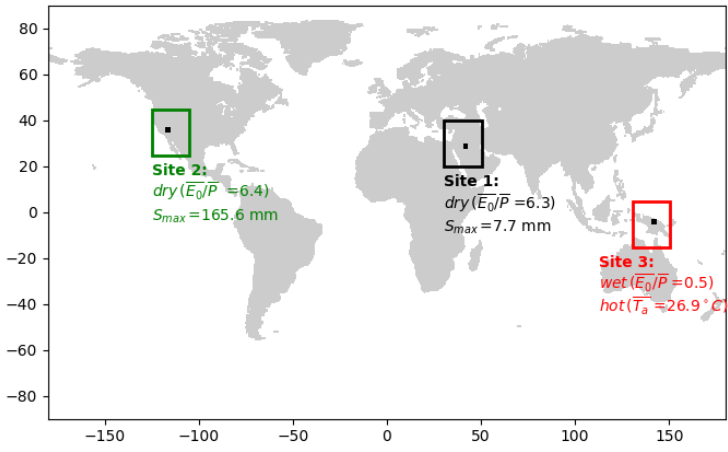 80
60
40
20
0
−20
−40
−60
−80
Site 2:
dry (E̅₀/P̅ =6.4)
Sₘₐₓ=165.6 mm
Site 1:
dry (E̅₀/P̅ =6.3)
Sₘₐₓ=7.7 mm
Site 3:
wet (E̅₀/P̅ =0.5)
hot (T̅ₐ =26.9°C)
−150 −100 −50 0 50 100 150